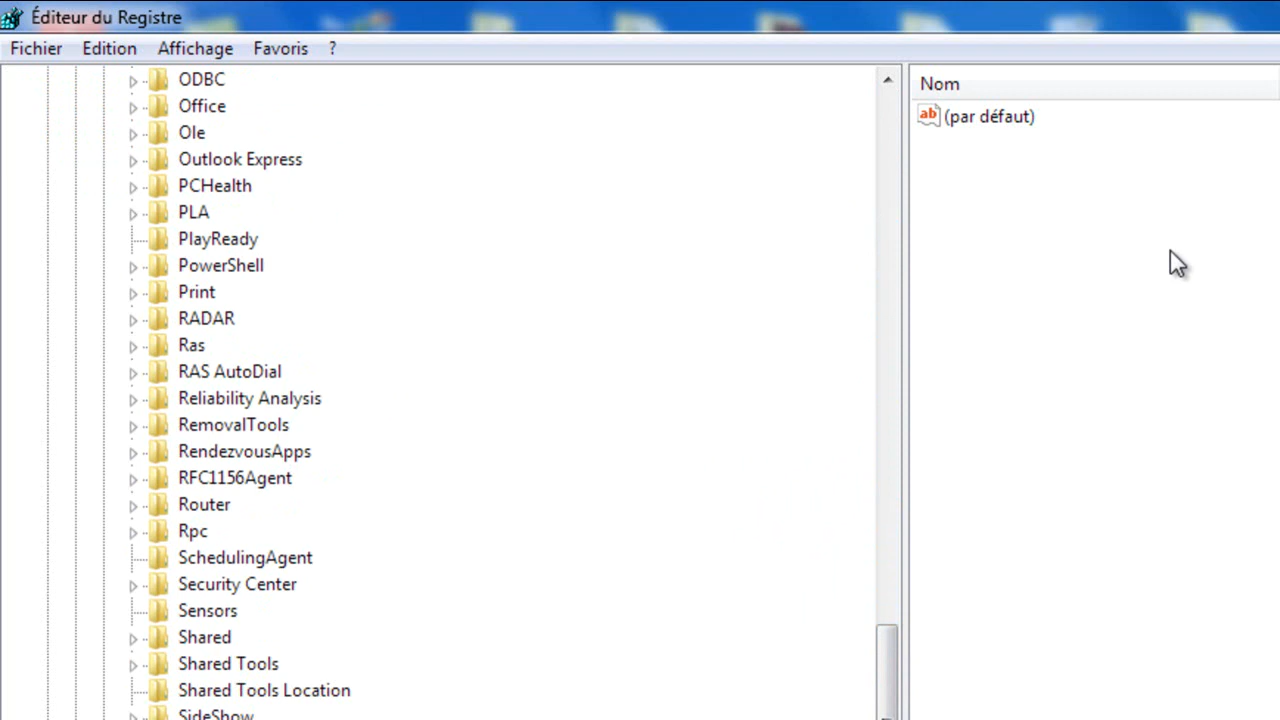 Éditeur du Registre
Fichier Edition Affichage Favoris ?
ODBC
Office
Ole
Outlook Express
PCHealth
PLA
PlayReady
PowerShell
Print
RADAR
Ras
RAS AutoDial
Reliability Analysis
RemovalTools
RendezvousApps
RFC1156Agent
Router
Rpc
SchedulingAgent
Security Center
Sensors
Shared
Shared Tools
Shared Tools Location
SideShow
Nom
ab (par défaut)